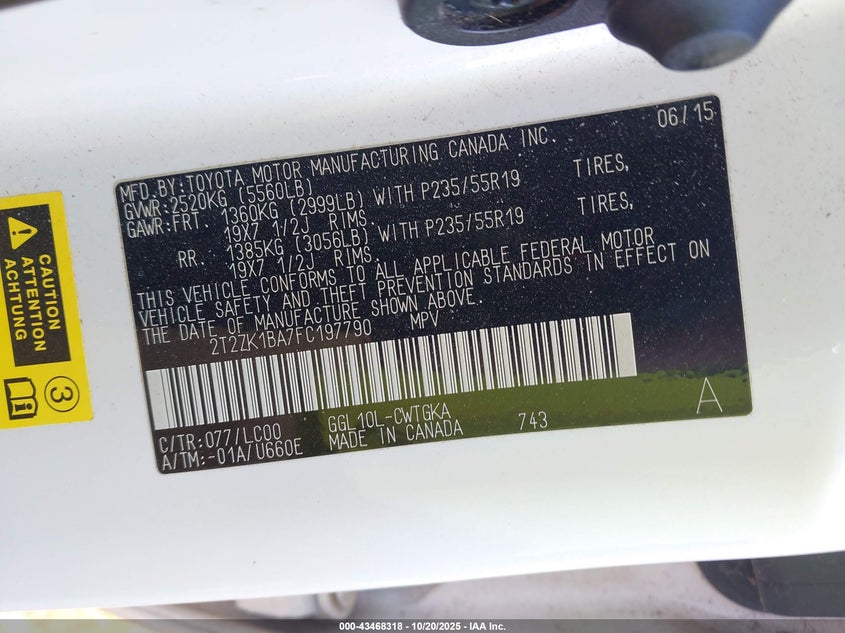 06/15
MFD.BY:TOYOTA MOTOR MANUFACTURING CANADA INC.
GVWR:2520KG (5560LB)
GAWR:FRT. 1360KG (2999LB) WITH P235/55R19 TIRES,
19X7 1/2J RIMS.
RR. 1385KG (3056LB) WITH P235/55R19 TIRES,
19X7 1/2J RIMS.
THIS VEHICLE CONFORMS TO ALL APPLICABLE FEDERAL MOTOR
VEHICLE SAFETY AND THEFT PREVENTION STANDARDS IN EFFECT ON
THE DATE OF MANUFACTURE SHOWN ABOVE.
2T2ZK1BA7FC197790 MPV
A
C/TR:077/LC00 GGL10L-CWTGKA
A/TM:-01A/U660E MADE IN CANADA 743
CAUTION
ATTENTION
ACHTUNG
3
000-43468318 - 10/20/2025 - IAA Inc.